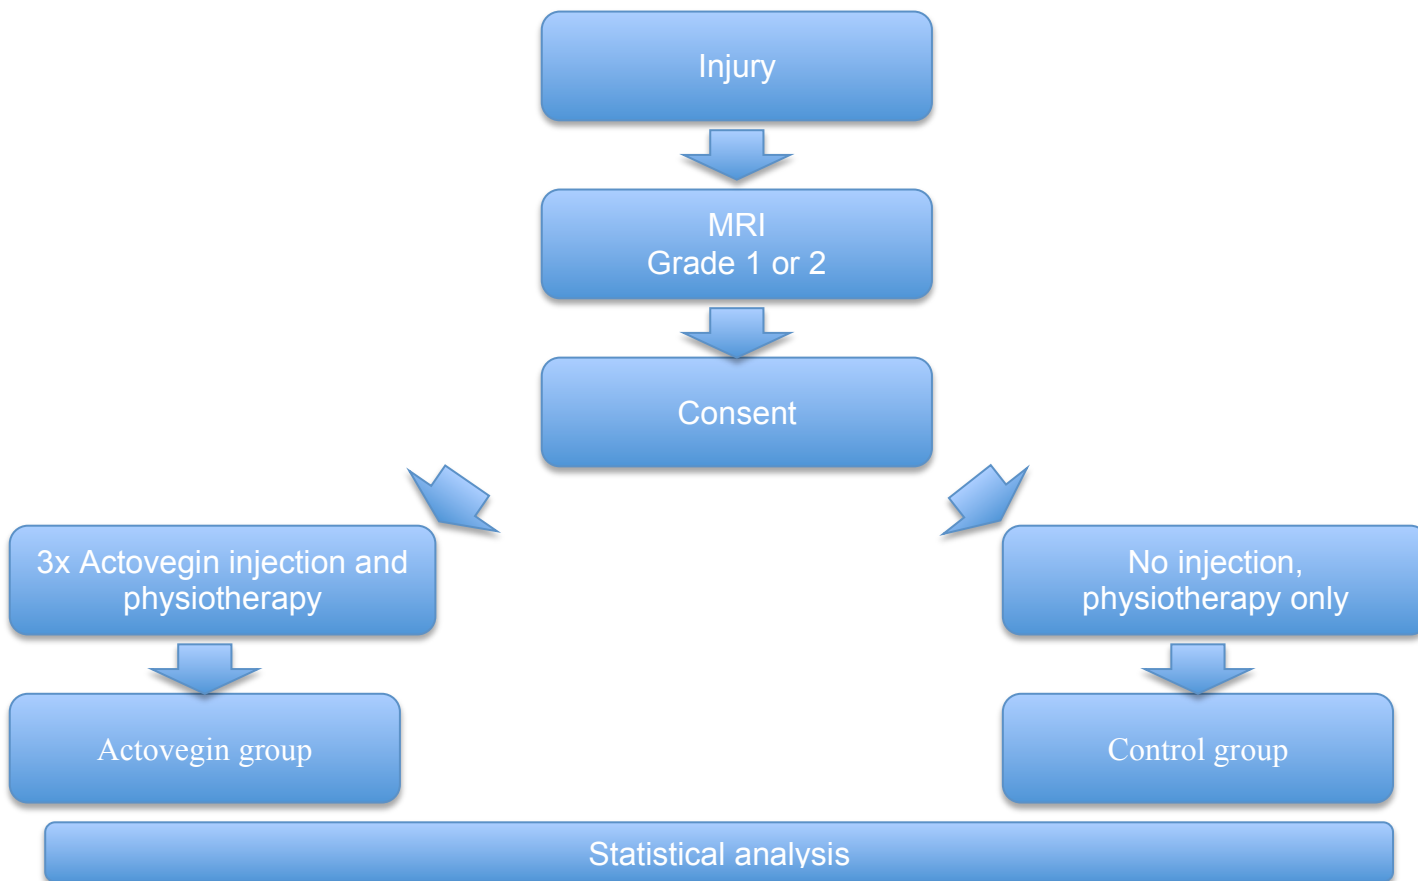 Injury
MRI
Grade 1 or 2
Consent
3x Actovegin injection and
physiotherapy
No injection,
physiotherapy only
Actovegin group
Control group
Statistical analysis